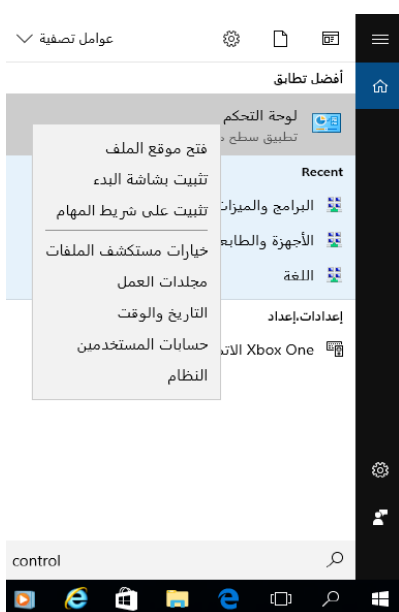 عوامل تصفية
أفضل تطابق
لوحة التحكم
تطبيق سطح
فتح موقع الملف
تثبيت بشاشة البدء
تثبيت على شريط المهام
خيارات مستكشف الملفات
مجلدات العمل
التاريخ والوقت
حسابات المستخدمين
النظام
Recent
البرامج والميزات
الأجهزة والطابع
اللغة
إعدادات،إعداد
Xbox One الات
control